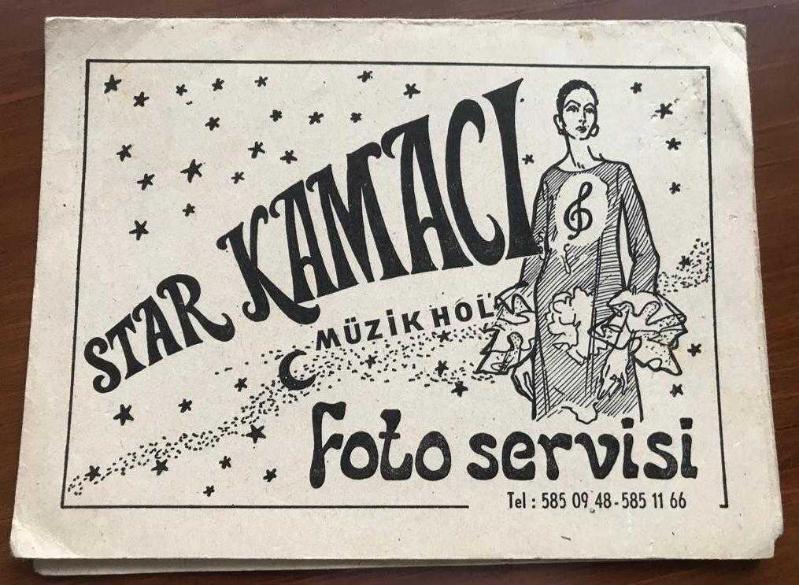 STAR KAMACI
MÜZİK HOL
Foto servisi
Tel : 585 09 48 - 585 11 66